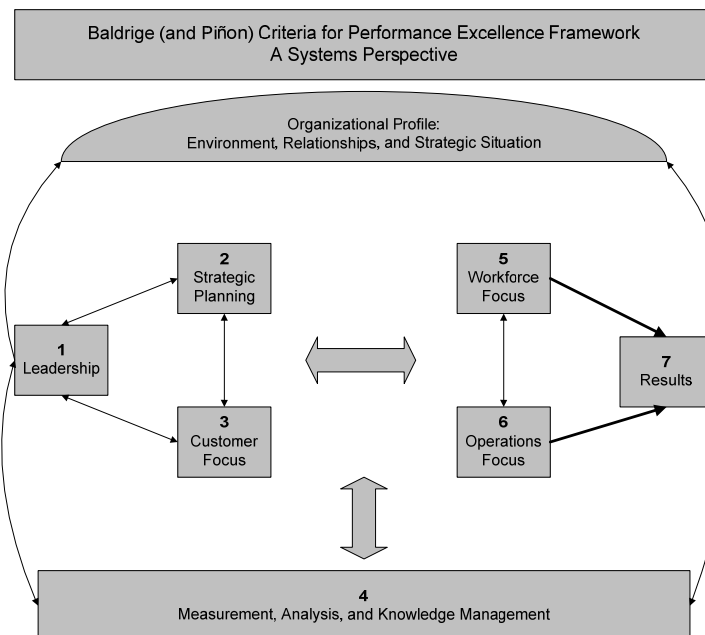 Baldrige (and Piñon) Criteria for Performance Excellence Framework
A Systems Perspective
Organizational Profile:
Environment, Relationships, and Strategic Situation
2
Strategic
Planning
5
Workforce
Focus
1
Leadership
7
Results
3
Customer
Focus
6
Operations
Focus
4
Measurement, Analysis, and Knowledge Management